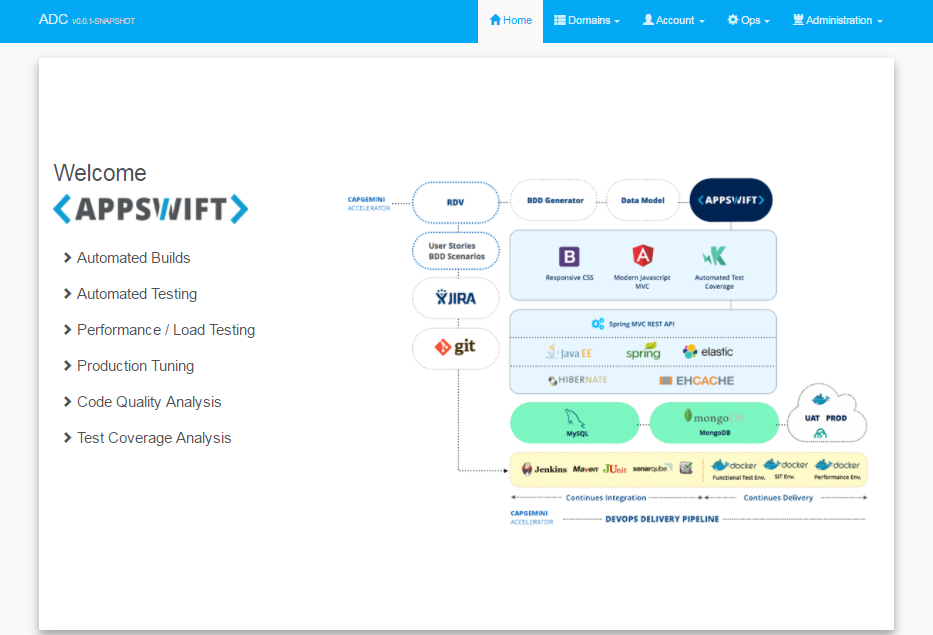 ADC v0.0.1-SNAPSHOT
Home
Domains
Account
Ops
Administration
Welcome
APPSWIFT
Automated Builds
Automated Testing
Performance / Load Testing
Production Tuning
Code Quality Analysis
Test Coverage Analysis
CAPGEMINI
ACCELERATOR
RDV
BDD Generator
Data Model
APPSWIFT
User Stories
BDD Scenarios
JIRA
git
B
Responsive CSS
A
Modern Javascript
MVC
K
Automated Test
Coverage
Spring MVC REST API
Java EE
spring
elastic
HIBERNATE
EHCACHE
MySQL
mongoDB
MongoDB
UAT PROD
Jenkins
Maven
JUnit
sonarqube
docker
Functional Test Env.
docker
SIT Env.
docker
Performance Env.
Continues Integration
Continues Delivery
CAPGEMINI
ACCELERATOR
DEVOPS DELIVERY PIPELINE